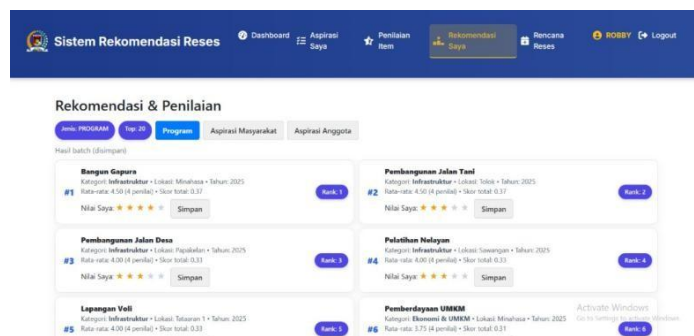 Sistem Rekomendasi Reses
Dashboard
Aspirasi Saya
Penilaian Item
Rekomendasi Saya
Rencana Reses
ROBBY
Logout
Rekomendasi & Penilaian
Jenis: PROGRAM Top: 20 Program Aspirasi Masyarakat Aspirasi Anggota
Hasil batch (disimpan)
Bangun Gapura
Kategori: Infrastruktur • Lokasi: Minahasa • Tahun: 2025
#1 Rata-rata: 4.50 (4 penilai) • Skor total: 0.37 Rank: 1
Nilai Saya: ★ ★ ★ ★ ★ Simpan
Pembangunan Jalan Tani
Kategori: Infrastruktur • Lokasi: Tolok • Tahun: 2025
#2 Rata-rata: 4.50 (4 penilai) • Skor total: 0.37 Rank: 2
Nilai Saya: ★ ★ ★ ★ ★ Simpan
Pembangunan Jalan Desa
Kategori: Infrastruktur • Lokasi: Papakelan • Tahun: 2025
#3 Rata-rata: 4.00 (4 penilai) • Skor total: 0.33 Rank: 3
Nilai Saya: ★ ★ ★ ★ ★ Simpan
Pelatihan Nelayan
Kategori: Infrastruktur • Lokasi: Sawangan • Tahun: 2025
#4 Rata-rata: 4.00 (4 penilai) • Skor total: 0.33 Rank: 4
Nilai Saya: ★ ★ ★ ★ ★ Simpan
Lapangan Voli
Kategori: Infrastruktur • Lokasi: Tataaran 1 • Tahun: 2025
#5 Rata-rata: 4.00 (4 penilai) • Skor total: 0.33 Rank: 5
Pemberdayaan UMKM
Kategori: Ekonomi & UMKM • Lokasi: Minahasa • Tahun: 2025
#6 Rata-rata: 3.75 (4 penilai) • Skor total: 0.31 Rank: 6
Activate Windows
Go to Settings to activate Windows.